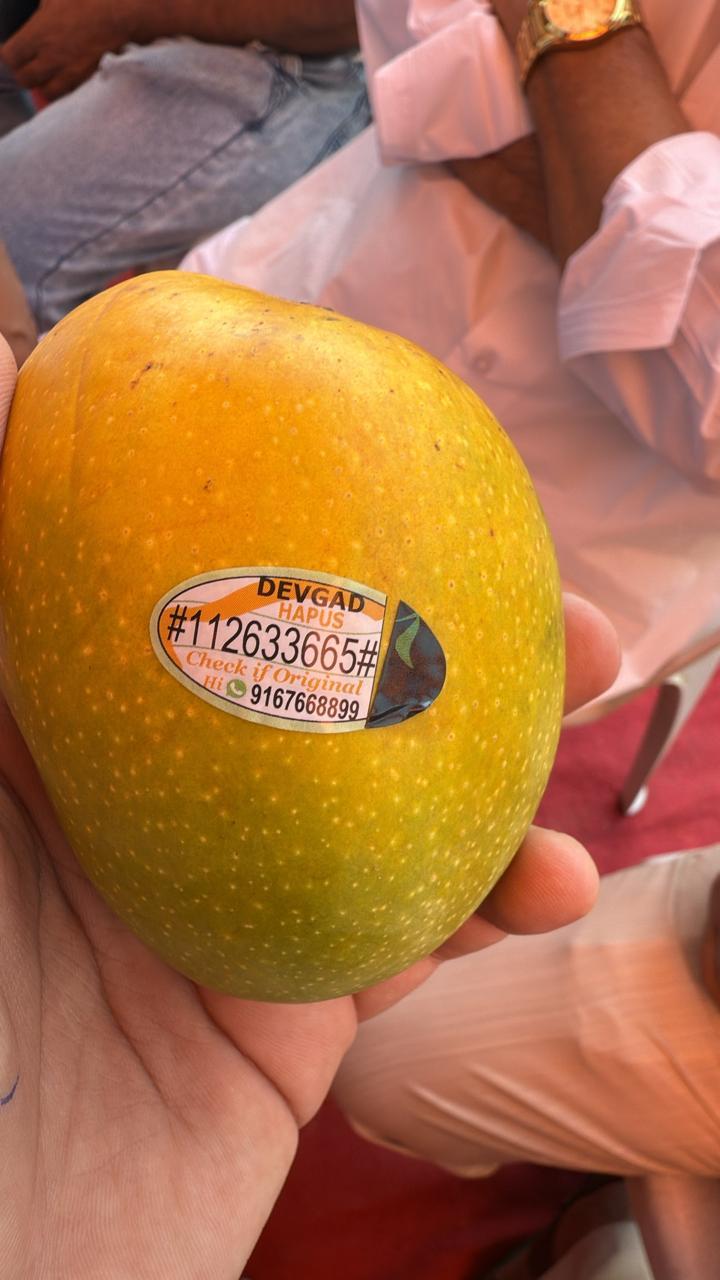 DEVGAD
HAPUS
#112633665#
Check if Original
Hi 9167668899